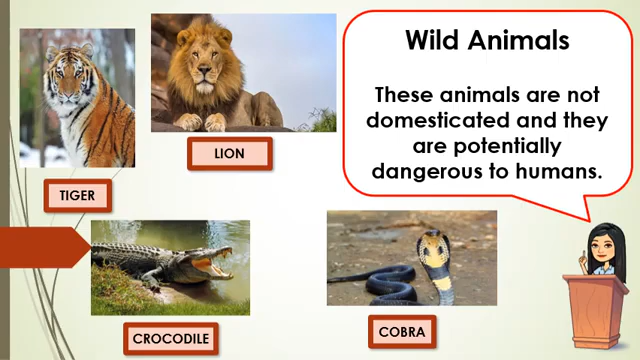 Wild Animals
These animals are not
domesticated and they
are potentially
dangerous to humans.
LION
TIGER
CROCODILE
COBRA